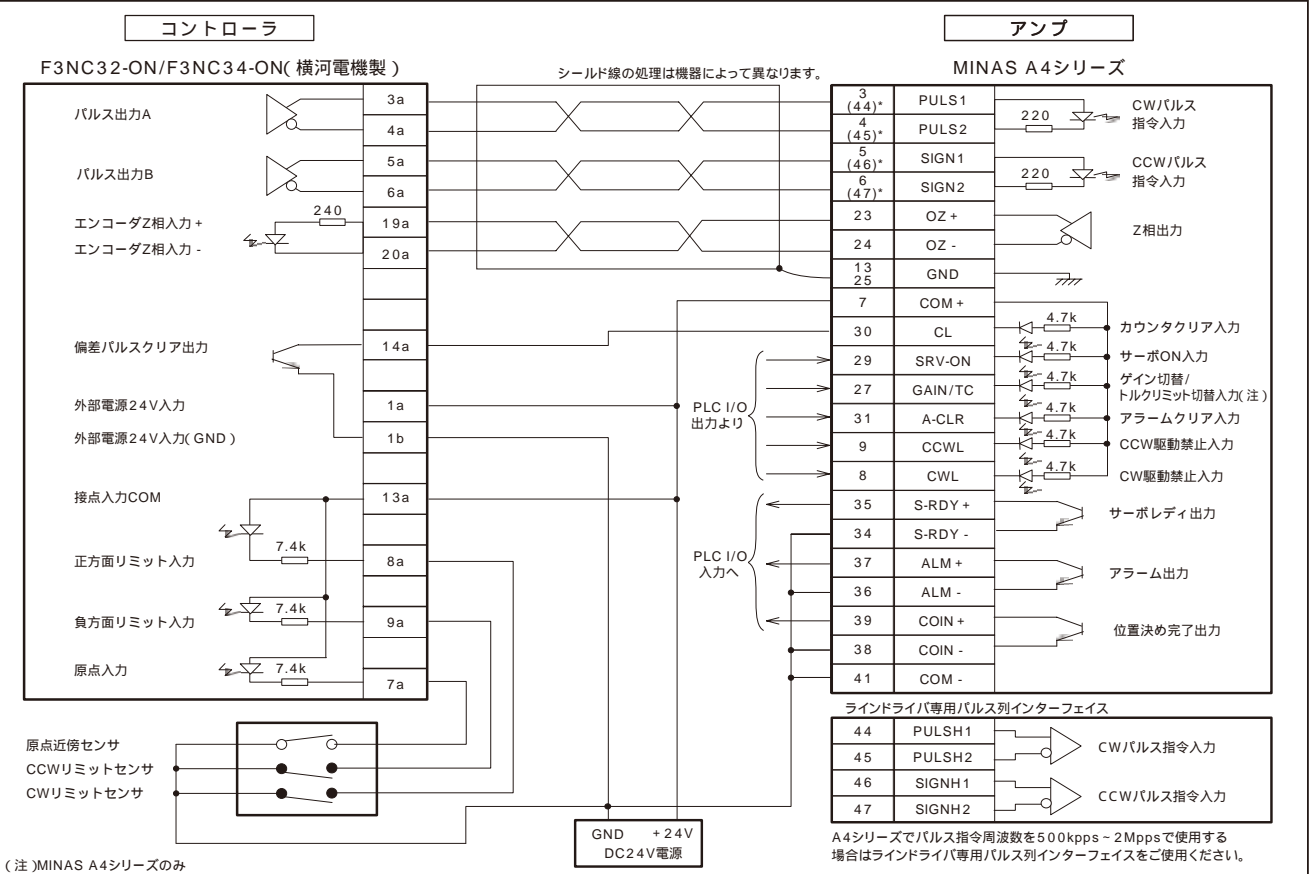 コントローラ
F3NC32-ON/F3NC34-ON(横河電機製)
シールド線の処理は機器によって異なります。
アンプ
MINAS A4シリーズ
パルス出力A
3a
4a
パルス出力B
5a
6a
エンコーダZ相入力+
240
19a
エンコーダZ相入力-
20a
偏差パルスクリア出力
14a
外部電源24V入力
1a
外部電源24V入力(GND)
1b
接点入力COM
13a
正方面リミット入力
7.4k
8a
負方面リミット入力
7.4k
9a
原点入力
7.4k
7a
原点近傍センサ
CCWリミットセンサ
CWリミットセンサ
GND +24V
DC24V電源
PLC I/O
出力より
PLC I/O
入力へ
3
(44)*
PULS1
220
CWパルス
指令入力
4
(45)*
PULS2
5
(46)*
SIGN1
220
CCWパルス
指令入力
6
(47)*
SIGN2
23
OZ+
Z相出力
24
OZ-
13
25
GND
7
COM+
30
CL
4.7k
カウンタクリア入力
29
SRV-ON
4.7k
サーボON入力
27
GAIN/TC
4.7k
ゲイン切替/
トルクリミット切替入力(注)
31
A-CLR
4.7k
アラームクリア入力
9
CCWL
4.7k
CCW駆動禁止入力
8
CWL
4.7k
CW駆動禁止入力
35
S-RDY+
サーボレディ出力
34
S-RDY-
37
ALM+
アラーム出力
36
ALM-
39
COIN+
位置決め完了出力
38
COIN-
41
COM-
ラインドライバ専用パルス列インターフェイス
44
PULSH1
CWパルス指令入力
45
PULSH2
46
SIGNH1
CCWパルス指令入力
47
SIGNH2
A4シリーズでパルス指令周波数を500kpps~2Mppsで使用する
場合はラインドライバ専用パルス列インターフェイスをご使用ください。
(注)MINAS A4シリーズのみ